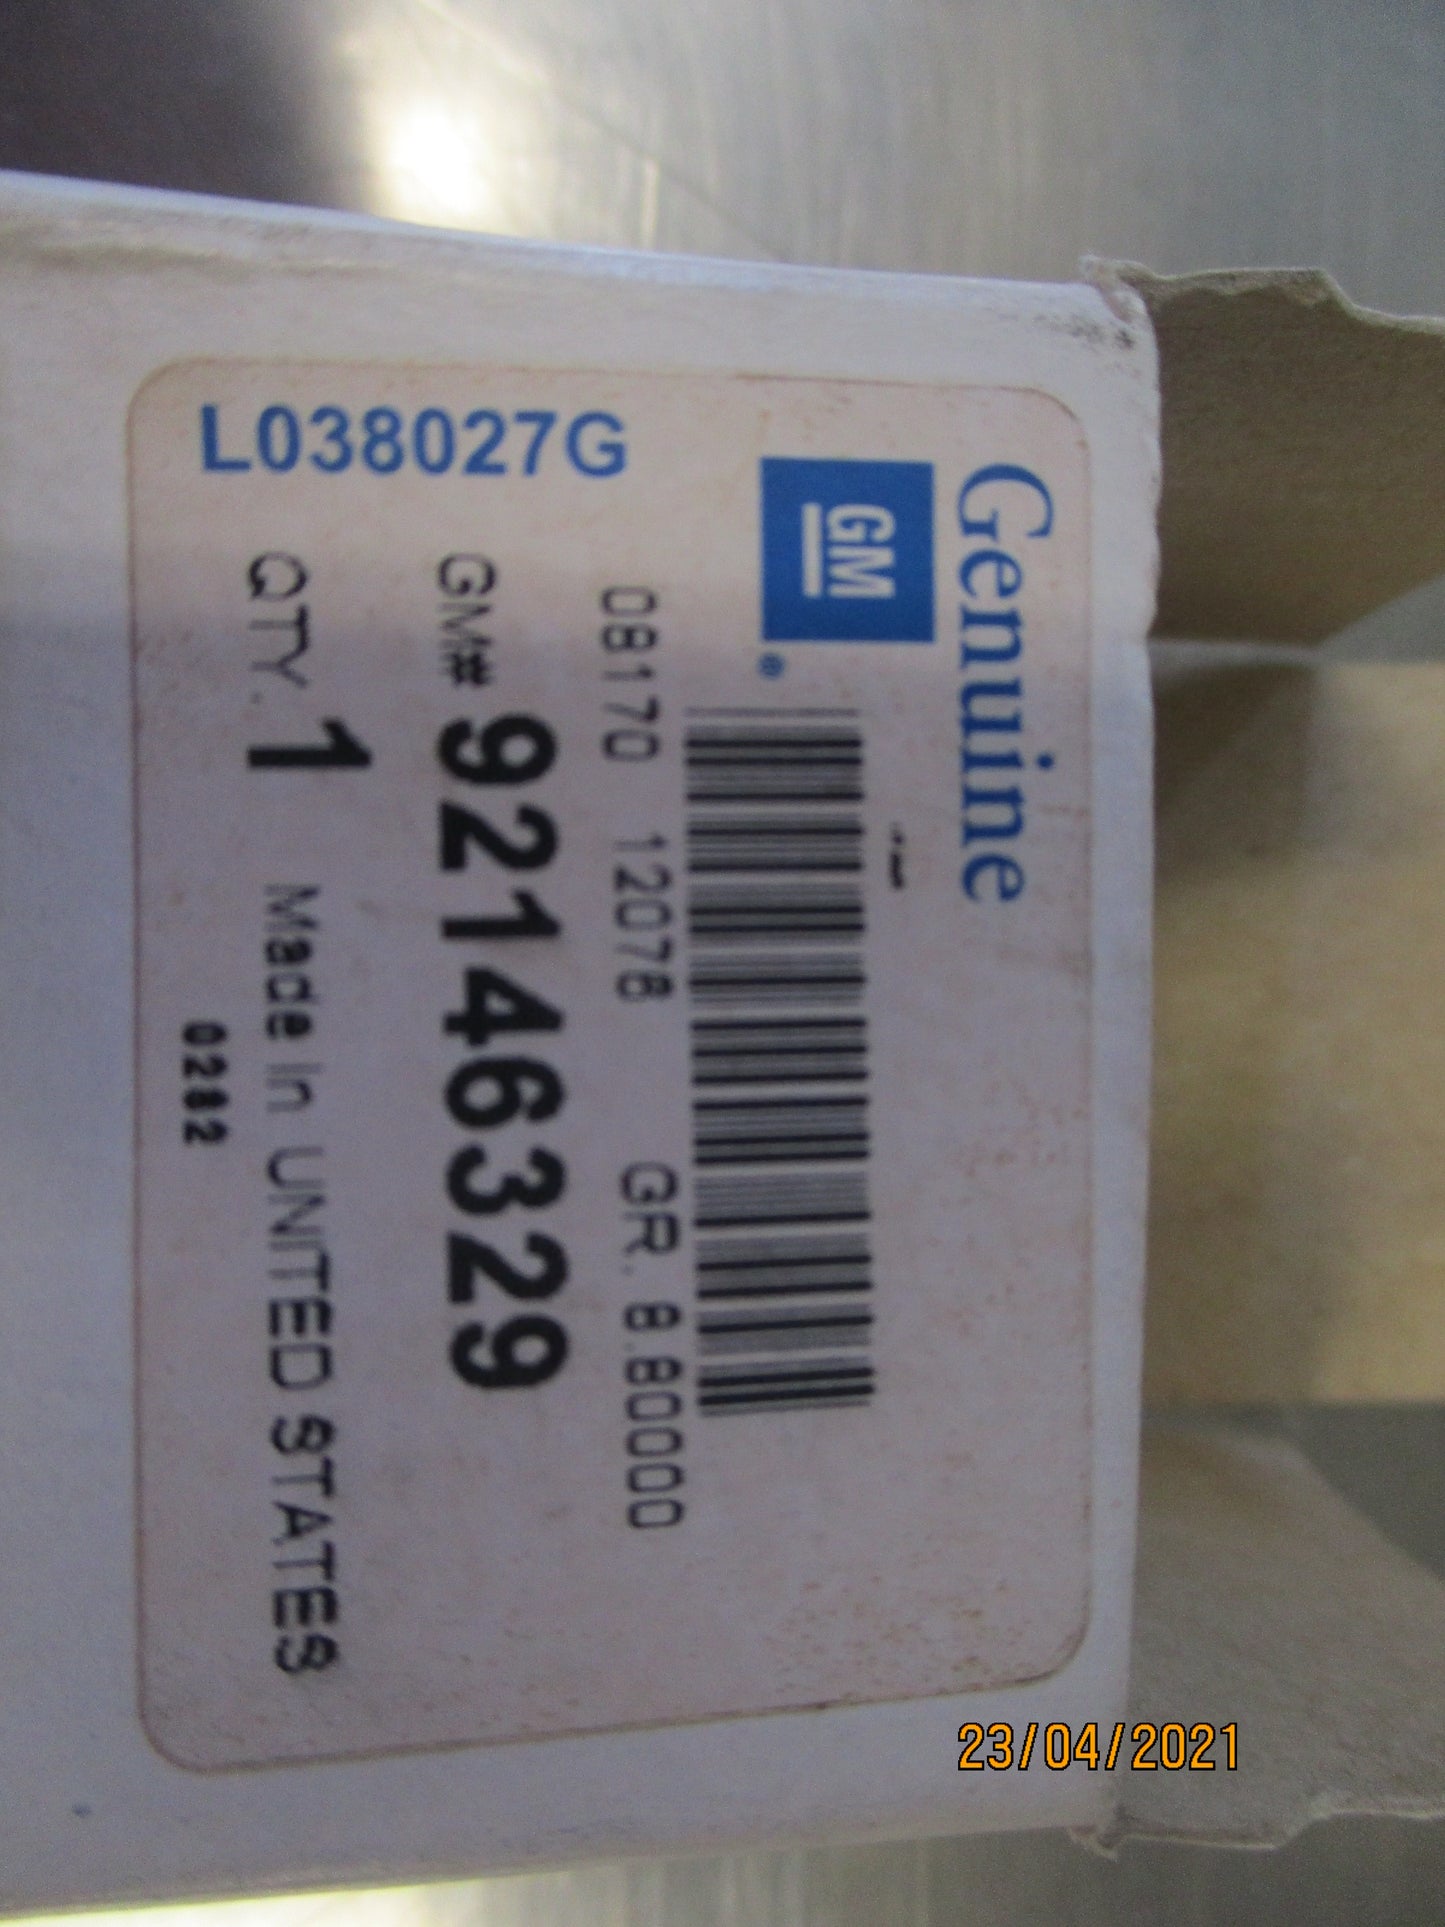 Genuine
GM
®
08170 12078 GR. 8.80000
GM# 92146329
QTY. 1 Made in UNITED STATES
0282
L038027G
23/04/2021